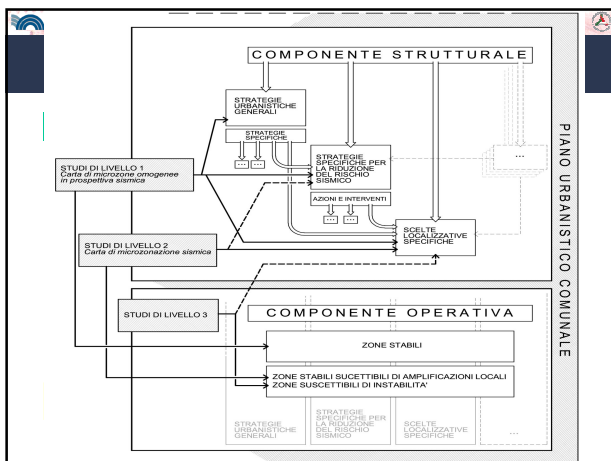 COMPONENTE STRUTTURALE
STRATEGIE
URBANISTICHE
GENERALI
STRATEGIE
SPECIFICHE
...
...
STRATEGIE
SPECIFICHE PER
LA RIDUZIONE
DEL RISCHIO
SISMICO
...
AZIONI E INTERVENTI
...
...
SCELTE
LOCALIZZATIVE
SPECIFICHE
STUDI DI LIVELLO 1
Carta di microzone omogenee
in prospettiva sismica
STUDI DI LIVELLO 2
Carta di microzonazione sismica
STUDI DI LIVELLO 3
COMPONENTE OPERATIVA
ZONE STABILI
ZONE STABILI SUCETTIBILI DI AMPLIFICAZIONI LOCALI
ZONE SUSCETTIBILI DI INSTABILITA'
STRATEGIE
URBANISTICHE
GENERALI
STRATEGIE
SPECIFICHE PER
LA RIDUZIONE
DEL RISCHIO
SISMICO
SCELTE
LOCALIZZATIVE
SPECIFICHE
...
PIANO URBANISTICO COMUNALE